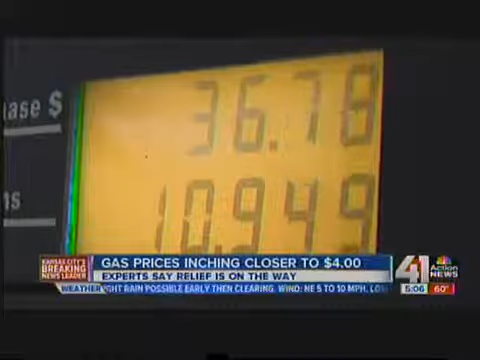 ase $
36.78
ns
10.949
KANSAS CITY'S
BREAKING
NEWS LEADER
GAS PRICES INCHING CLOSER TO $4.00
EXPERTS SAY RELIEF IS ON THE WAY
41 Action
NEWS
WEATHER GHT RAIN POSSIBLE EARLY THEN CLEARING. WIND: NE 5 TO 10 MPH. LO
5:06 60°